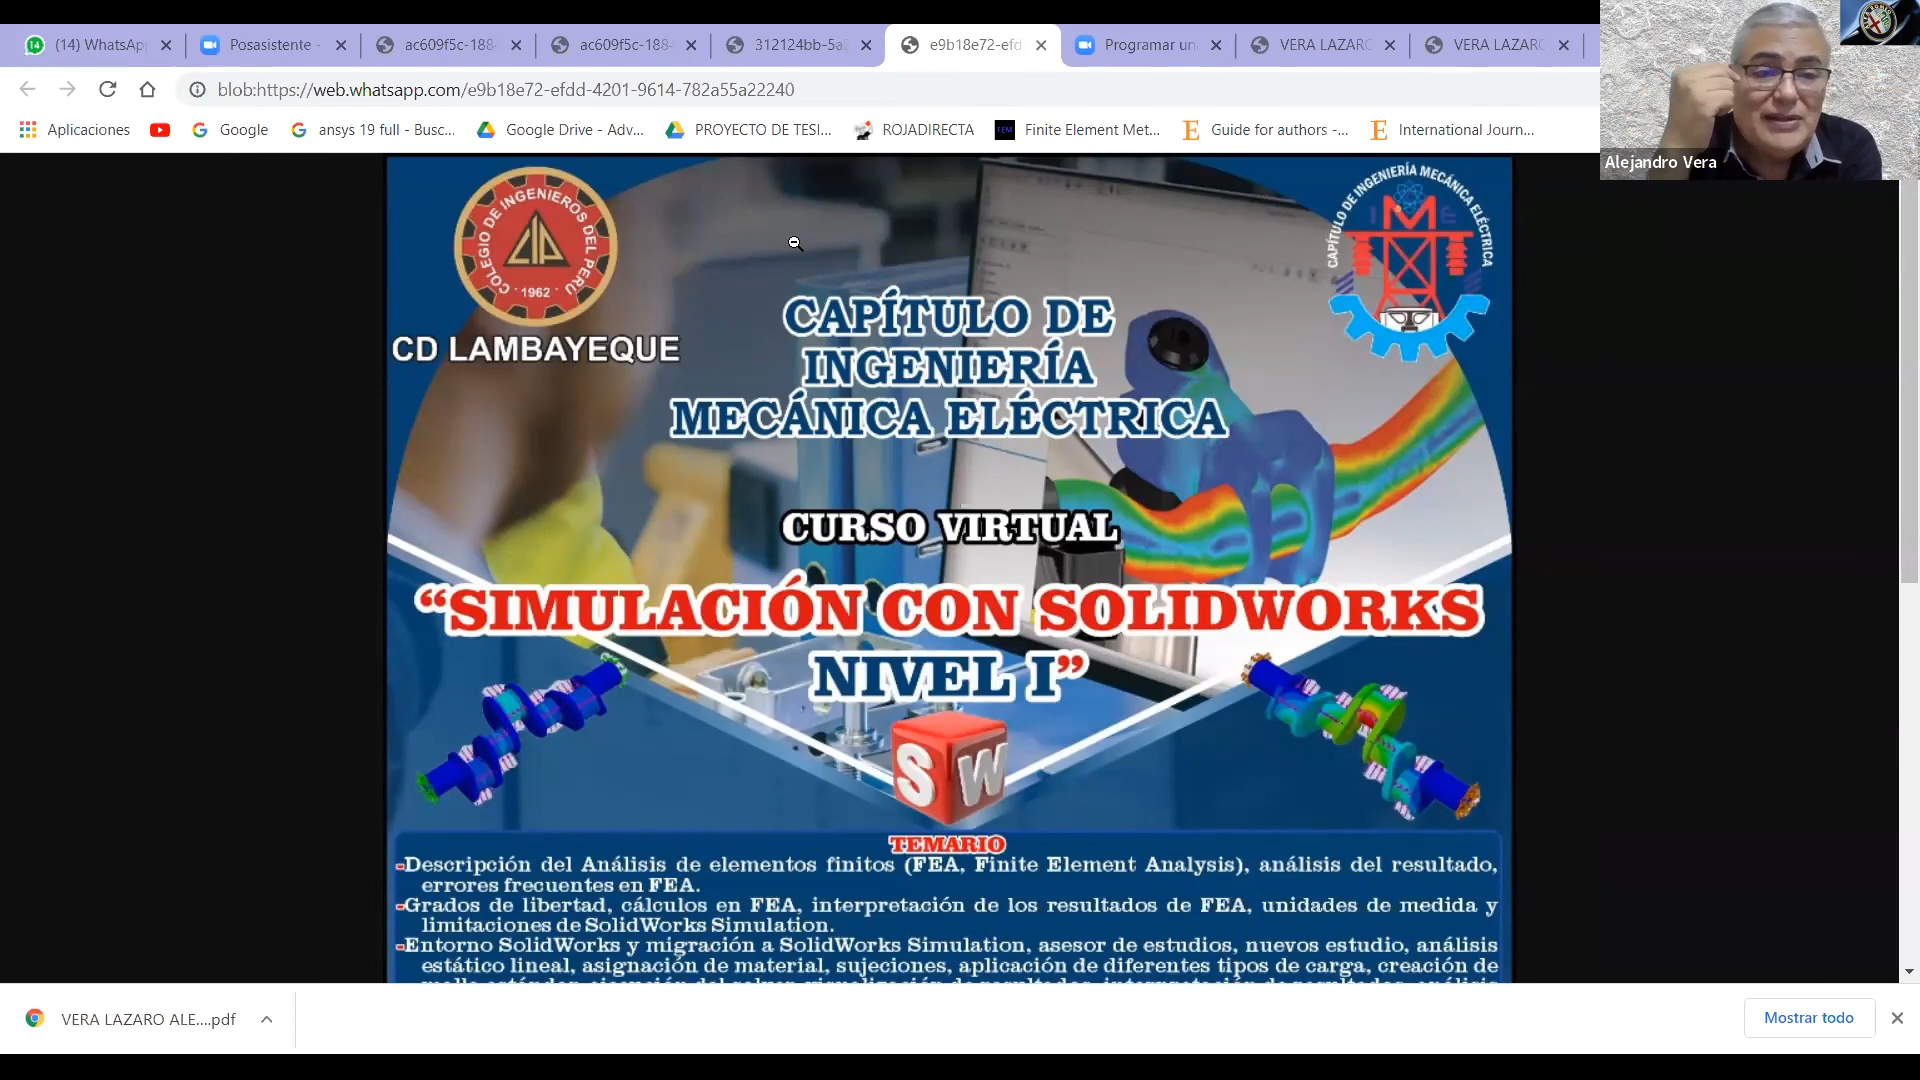 (14) WhatsAp
Posasistente -
ac609f5c-188
ac609f5c-188
312124bb-5a
e9b18e72-efd
Programar un
VERA LAZARO
VERA LAZARO
blob:https://web.whatsapp.com/e9b18e72-efdd-4201-9614-782a55a22240
Aplicaciones
Google
ansys 19 full - Busc...
Google Drive - Adv...
PROYECTO DE TESI...
ROJADIRECTA
Finite Element Met...
Guide for authors -...
International Journ...
Alejandro Vera
COLEGIO DE INGENIEROS DEL PERÚ
CIP
· 1962 ·
CD LAMBAYEQUE
CAPÍTULO DE INGENIERÍA MECÁNICA ELÉCTRICA
CAPÍTULO DE
INGENIERÍA
MECÁNICA ELÉCTRICA
CURSO VIRTUAL
“SIMULACIÓN CON SOLIDWORKS
NIVEL I”
SW
TEMARIO
-Descripción del Análisis de elementos finitos (FEA, Finite Element Analysis), análisis del resultado,
errores frecuentes en FEA.
-Grados de libertad, cálculos en FEA, interpretación de los resultados de FEA, unidades de medida y
limitaciones de SolidWorks Simulation.
-Entorno SolidWorks y migración a SolidWorks Simulation, asesor de estudios, nuevos estudio, análisis
estático lineal, asignación de material, sujeciones, aplicación de diferentes tipos de carga, creación de
VERA LAZARO ALE....pdf
Mostrar todo